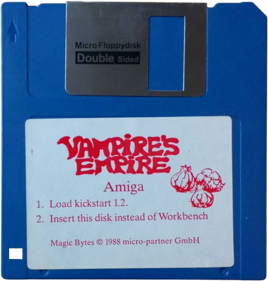 Micro Floppydisk
Double Sided
VAMPIRE'S
EMPIRE
Amiga
1. Load kickstart 1.2.
2. Insert this disk instead of Workbench
Magic Bytes © 1988 micro-partner GmbH